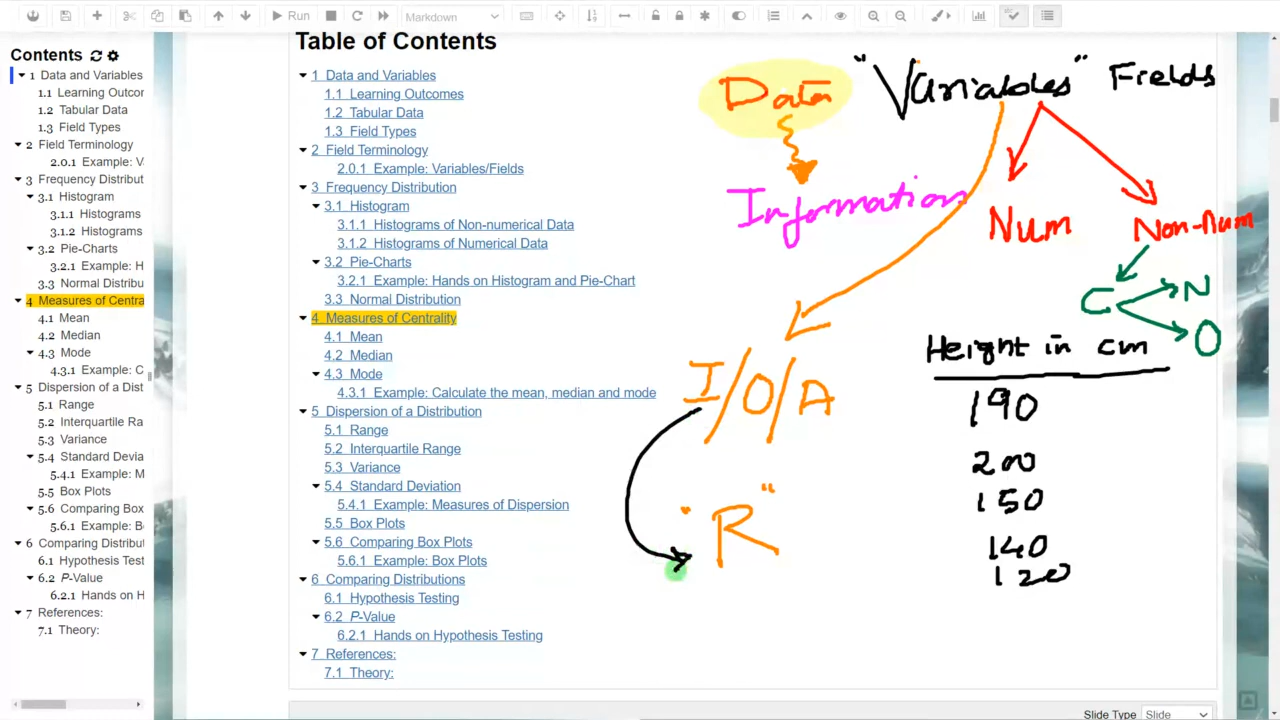 Run
Markdown
Contents
1 Data and Variables
1.1 Learning Outcor
1.2 Tabular Data
1.3 Field Types
2 Field Terminology
2.0.1 Example: Va
3 Frequency Distribut
3.1 Histogram
3.1.1 Histograms
3.1.2 Histograms
3.2 Pie-Charts
3.2.1 Example: H
3.3 Normal Distribu
4 Measures of Centra
4.1 Mean
4.2 Median
4.3 Mode
4.3.1 Example: C
5 Dispersion of a Dist
5.1 Range
5.2 Interquartile Ra
5.3 Variance
5.4 Standard Devia
5.4.1 Example: M
5.5 Box Plots
5.6 Comparing Box
5.6.1 Example: B
6 Comparing Distribut
6.1 Hypothesis Test
6.2 P-Value
6.2.1 Hands on H
7 References:
7.1 Theory:
Table of Contents
1 Data and Variables
1.1 Learning Outcomes
1.2 Tabular Data
1.3 Field Types
2 Field Terminology
2.0.1 Example: Variables/Fields
3 Frequency Distribution
3.1 Histogram
3.1.1 Histograms of Non-numerical Data
3.1.2 Histograms of Numerical Data
3.2 Pie-Charts
3.2.1 Example: Hands on Histogram and Pie-Chart
3.3 Normal Distribution
4 Measures of Centrality
4.1 Mean
4.2 Median
4.3 Mode
4.3.1 Example: Calculate the mean, median and mode
5 Dispersion of a Distribution
5.1 Range
5.2 Interquartile Range
5.3 Variance
5.4 Standard Deviation
5.4.1 Example: Measures of Dispersion
5.5 Box Plots
5.6 Comparing Box Plots
5.6.1 Example: Box Plots
6 Comparing Distributions
6.1 Hypothesis Testing
6.2 P-Value
6.2.1 Hands on Hypothesis Testing
7 References:
7.1 Theory:
Data "Variables" Fields
Information
Num Non-num
C N
O
I/O/A
"R"
Height in cm
190
200
150
140
120
Slide Type Slide